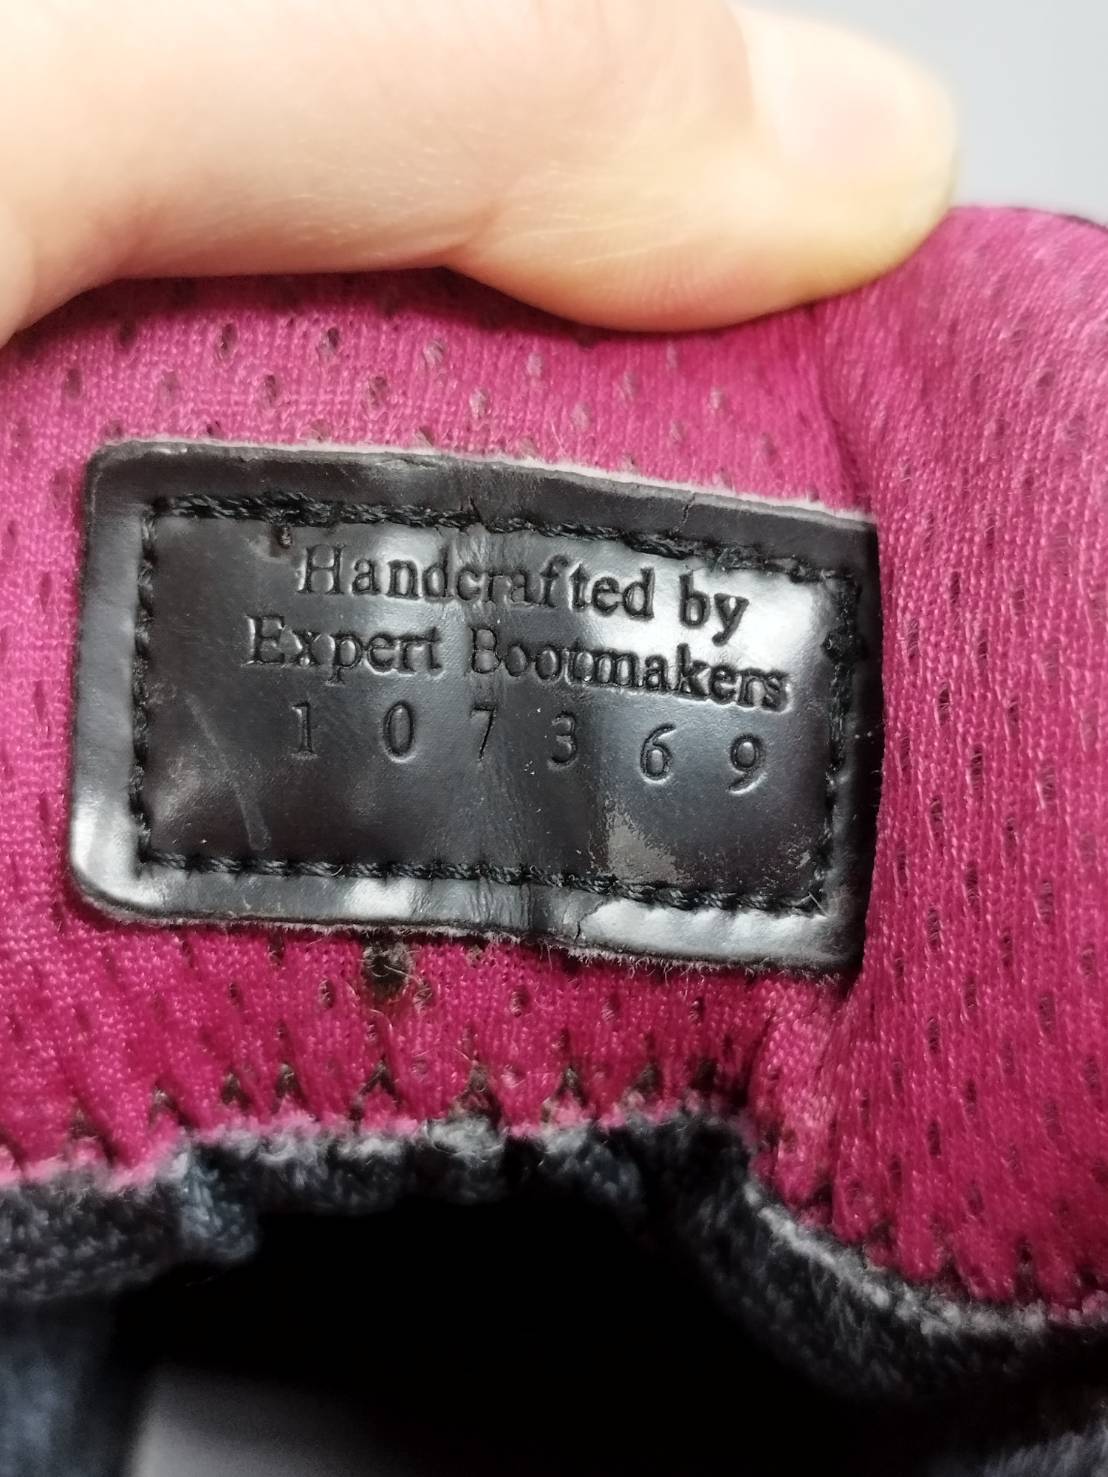 Handcrafted by
Expert Bootmakers
1 0 7 3 6 9